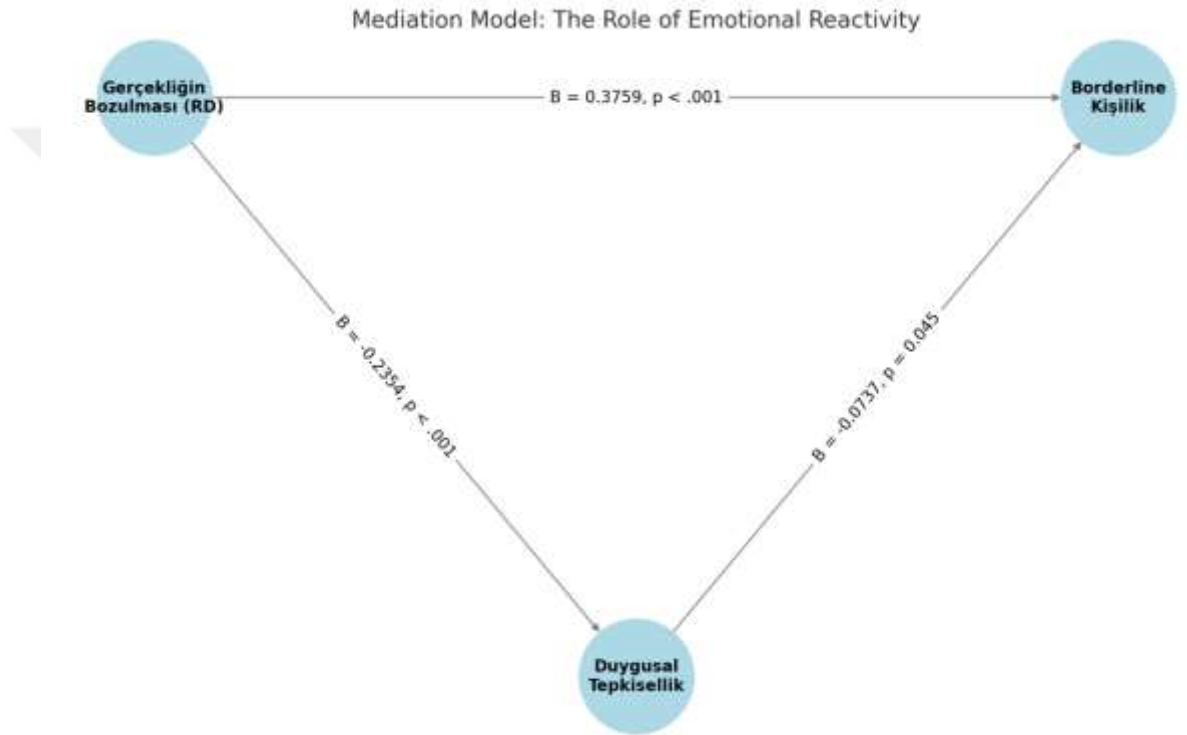 Mediation Model: The Role of Emotional Reactivity
Gerçekliğin
Bozulması (RD)
B = 0.3759, p < .001
Borderline
Kişilik
B = -0.2354, p < .001
B = -0.0737, p = 0.045
Duygusal
Tepkisellik